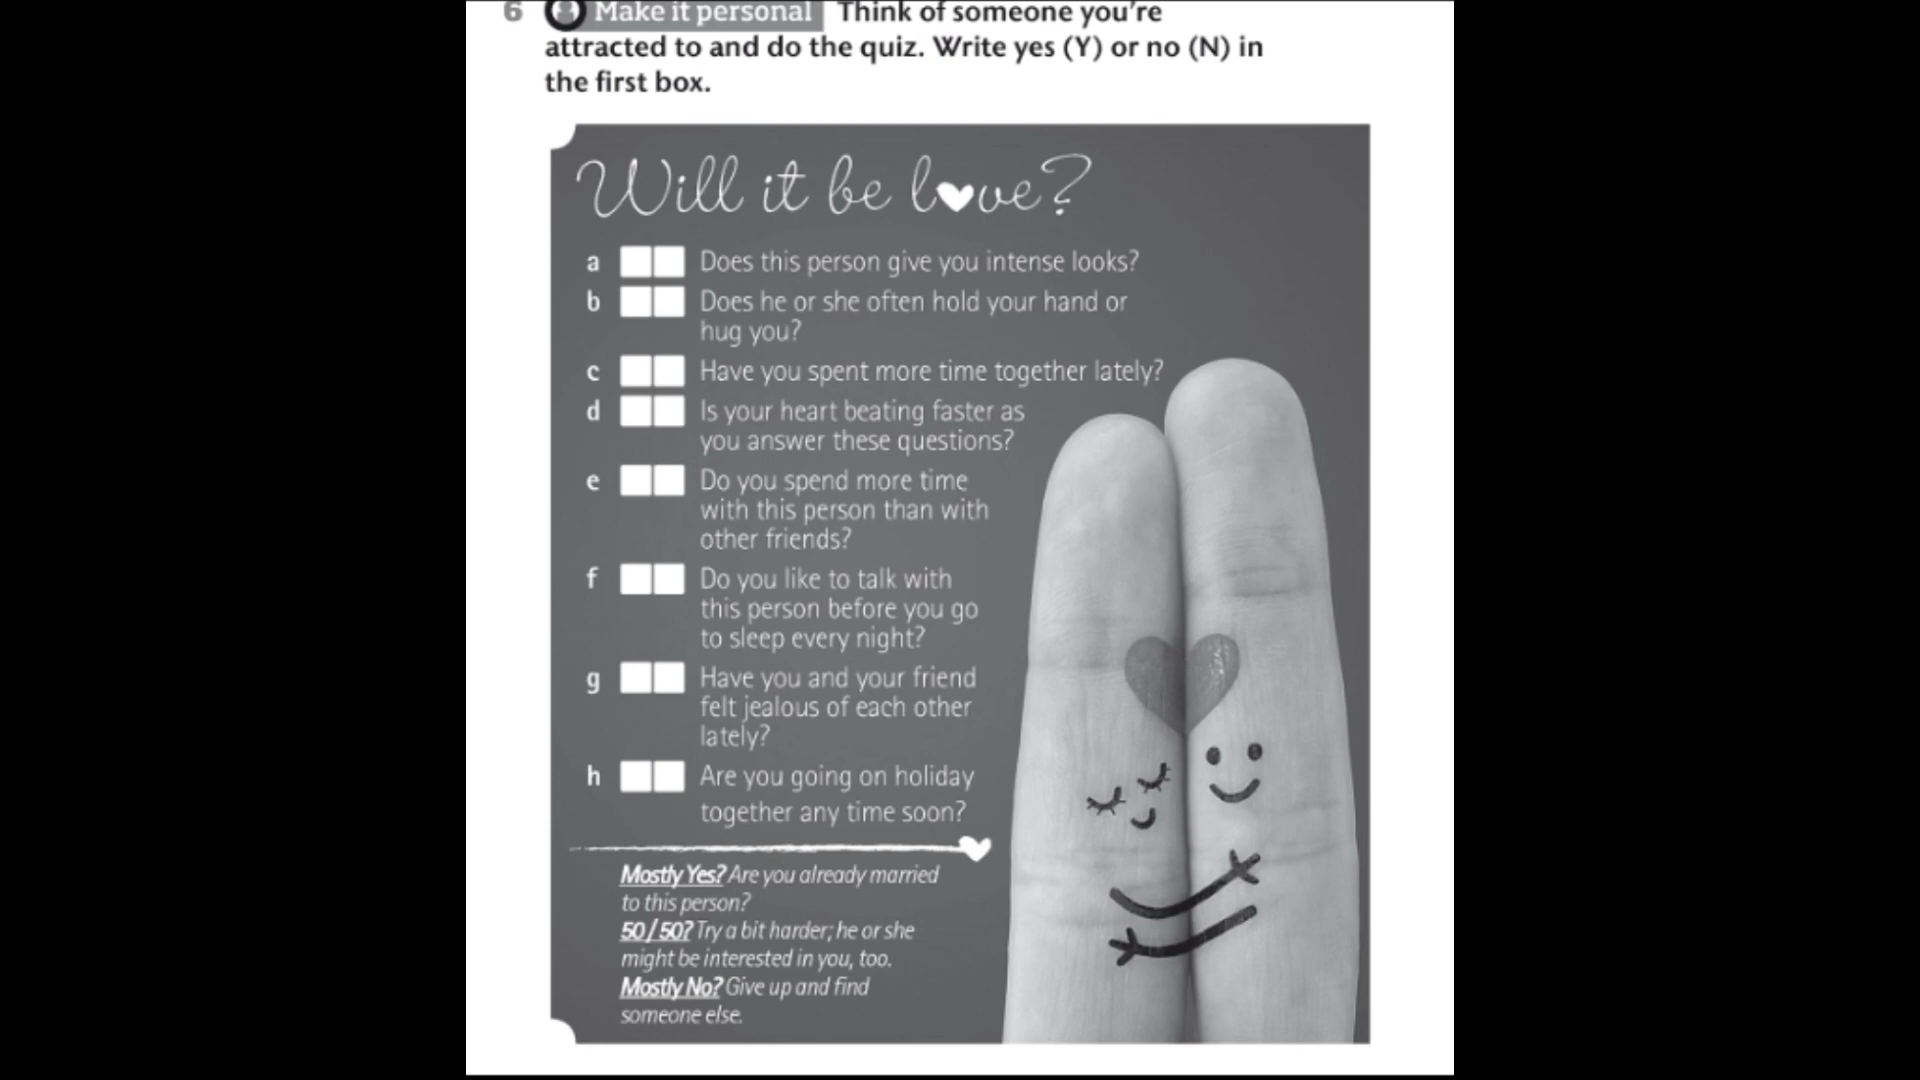 6 Make it personal Think of someone you're
attracted to and do the quiz. Write yes (Y) or no (N) in
the first box.
Will it be love?
a Does this person give you intense looks?
b Does he or she often hold your hand or
hug you?
c Have you spent more time together lately?
d Is your heart beating faster as
you answer these questions?
e Do you spend more time
with this person than with
other friends?
f Do you like to talk with
this person before you go
to sleep every night?
g Have you and your friend
felt jealous of each other
lately?
h Are you going on holiday
together any time soon?
Mostly Yes? Are you already married
to this person?
50/50? Try a bit harder; he or she
might be interested in you, too.
Mostly No? Give up and find
someone else.